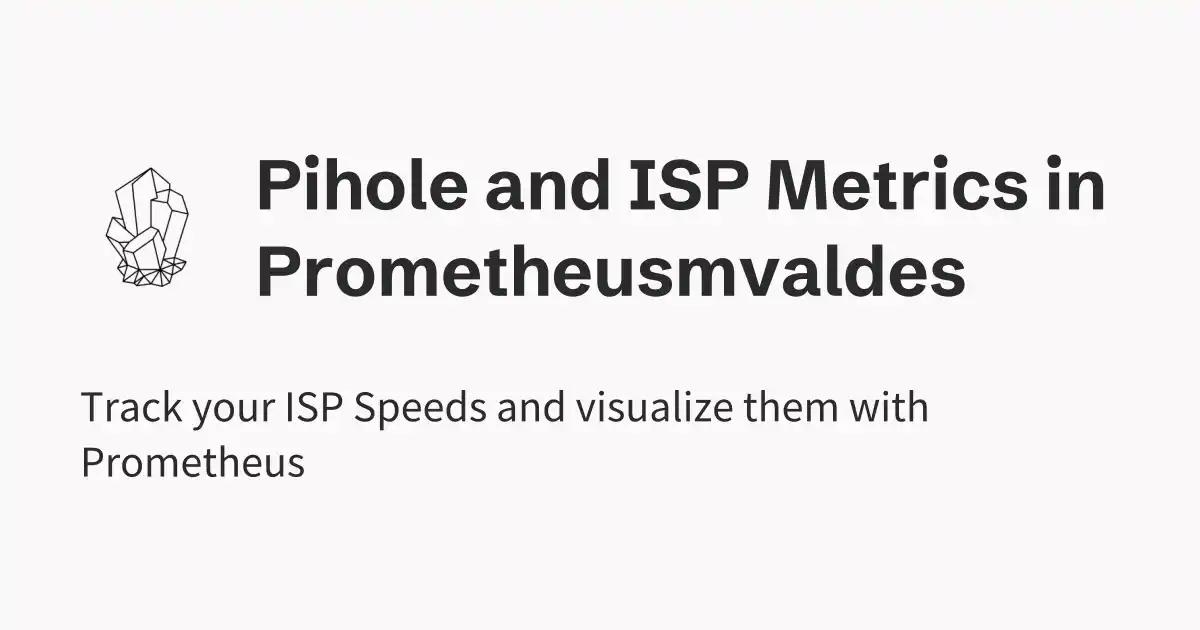 Pihole and ISP Metrics in
Prometheusmvaldes
Track your ISP Speeds and visualize them with
Prometheus